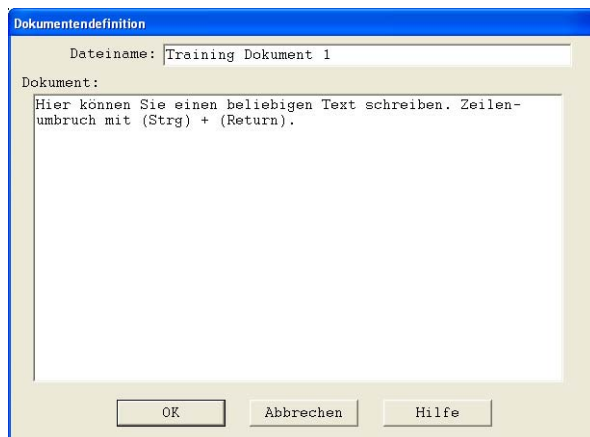 Dokumentendefinition
Dateiname: Training Dokument 1
Dokument:
Hier können Sie einen beliebigen Text schreiben. Zeilen-
umbruch mit (Strg) + (Return).
OK Abbrechen Hilfe